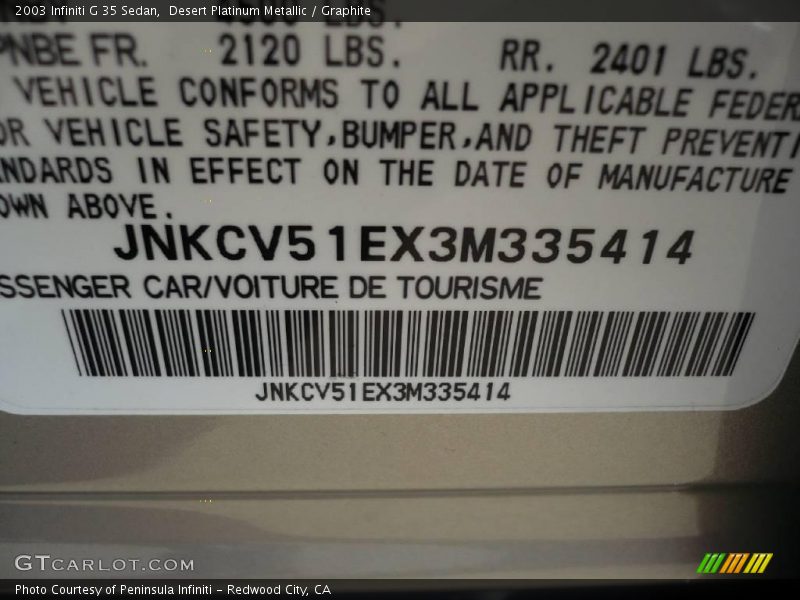 2003 Infiniti G 35 Sedan,  Desert Platinum Metallic / Graphite
LBS.
PNBE FR. 2120 LBS. RR. 2401 LBS.
VEHICLE CONFORMS TO ALL APPLICABLE FEDER
OR VEHICLE SAFETY,BUMPER,AND THEFT PREVENTI
NDARDS IN EFFECT ON THE DATE OF MANUFACTURE
OWN ABOVE.
JNKCV51EX3M335414
SSENGER CAR/VOITURE DE TOURISME
JNKCV51EX3M335414
GTCARLOT.COM
Photo Courtesy of Peninsula Infiniti - Redwood City, CA